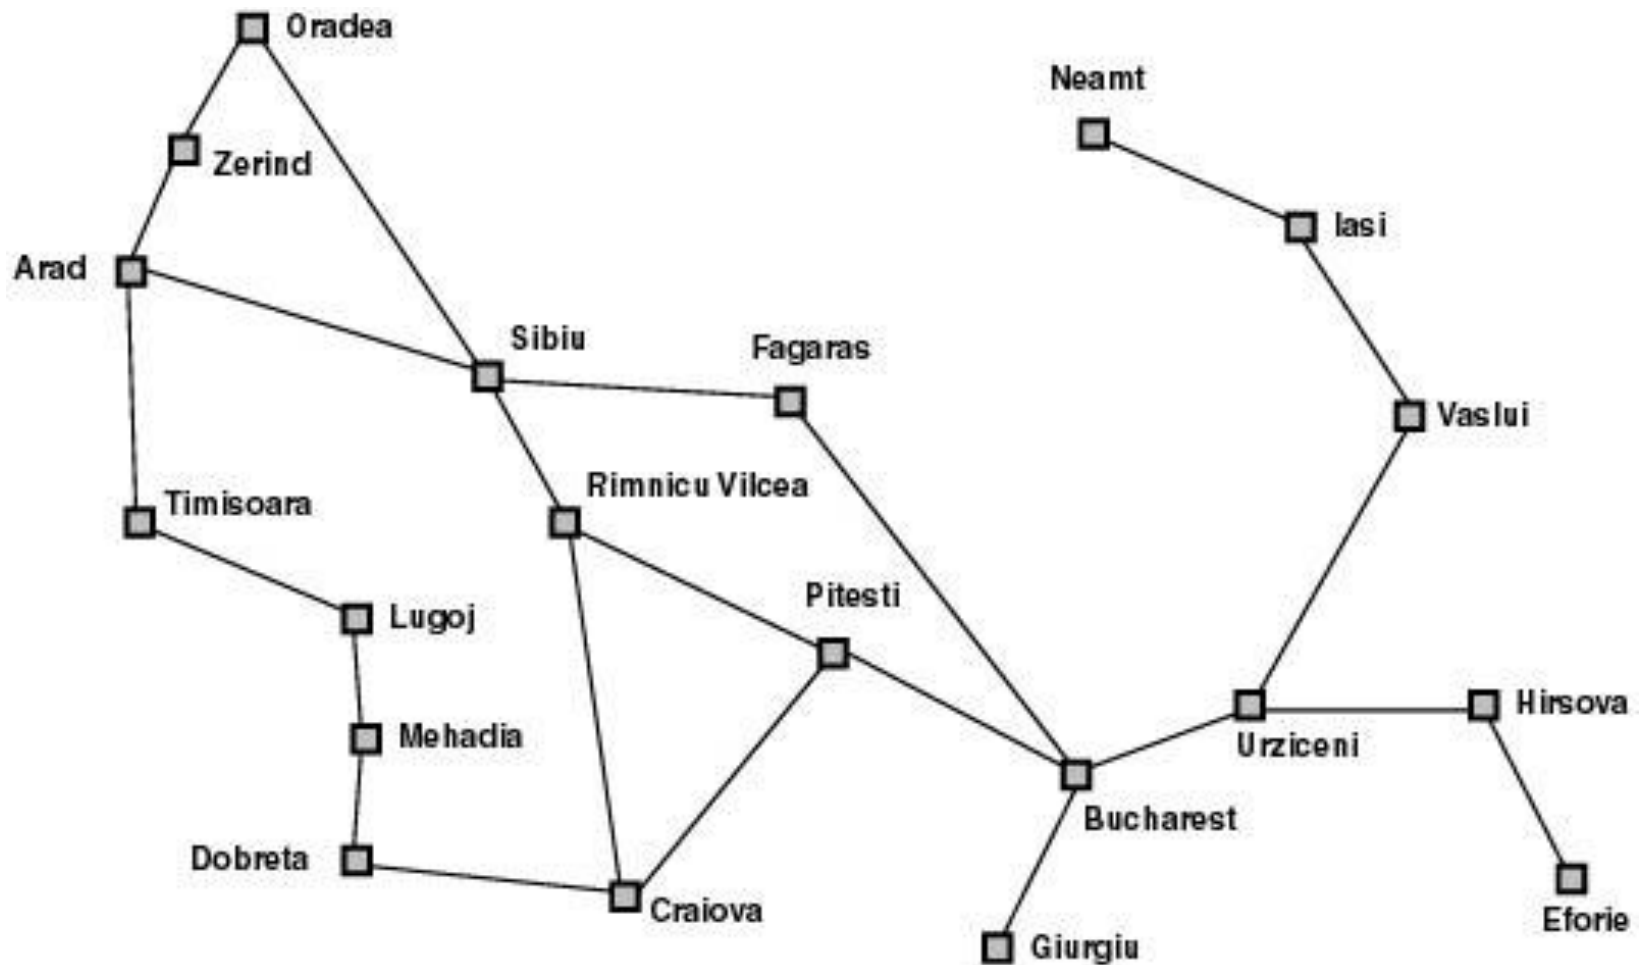 Oradea
Neamt
Zerind
Iasi
Arad
Sibiu
Fagaras
Vaslui
Rimnicu Vilcea
Timisoara
Pitesti
Lugoj
Hirsova
Mehadia
Urziceni
Bucharest
Dobreta
Craiova
Eforie
Giurgiu